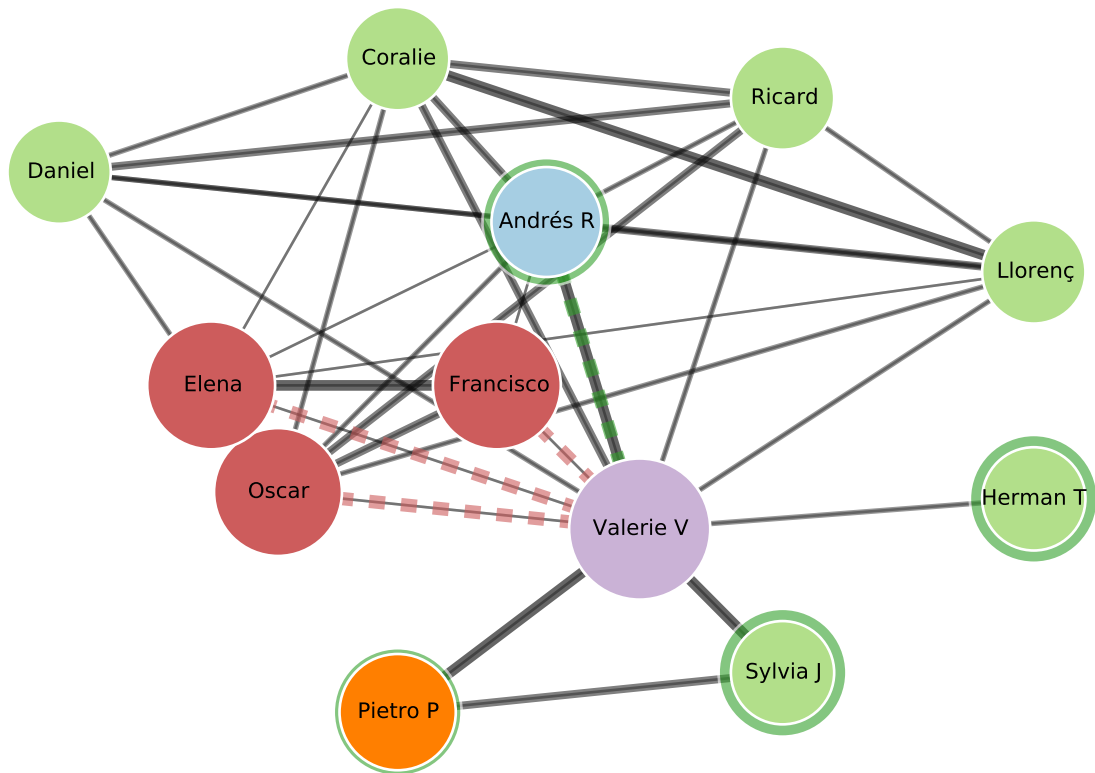 Coralie
Ricard
Daniel
Andrés R
Llorenç
Elena
Francisco
Oscar
Herman T
Valerie V
Sylvia J
Pietro P